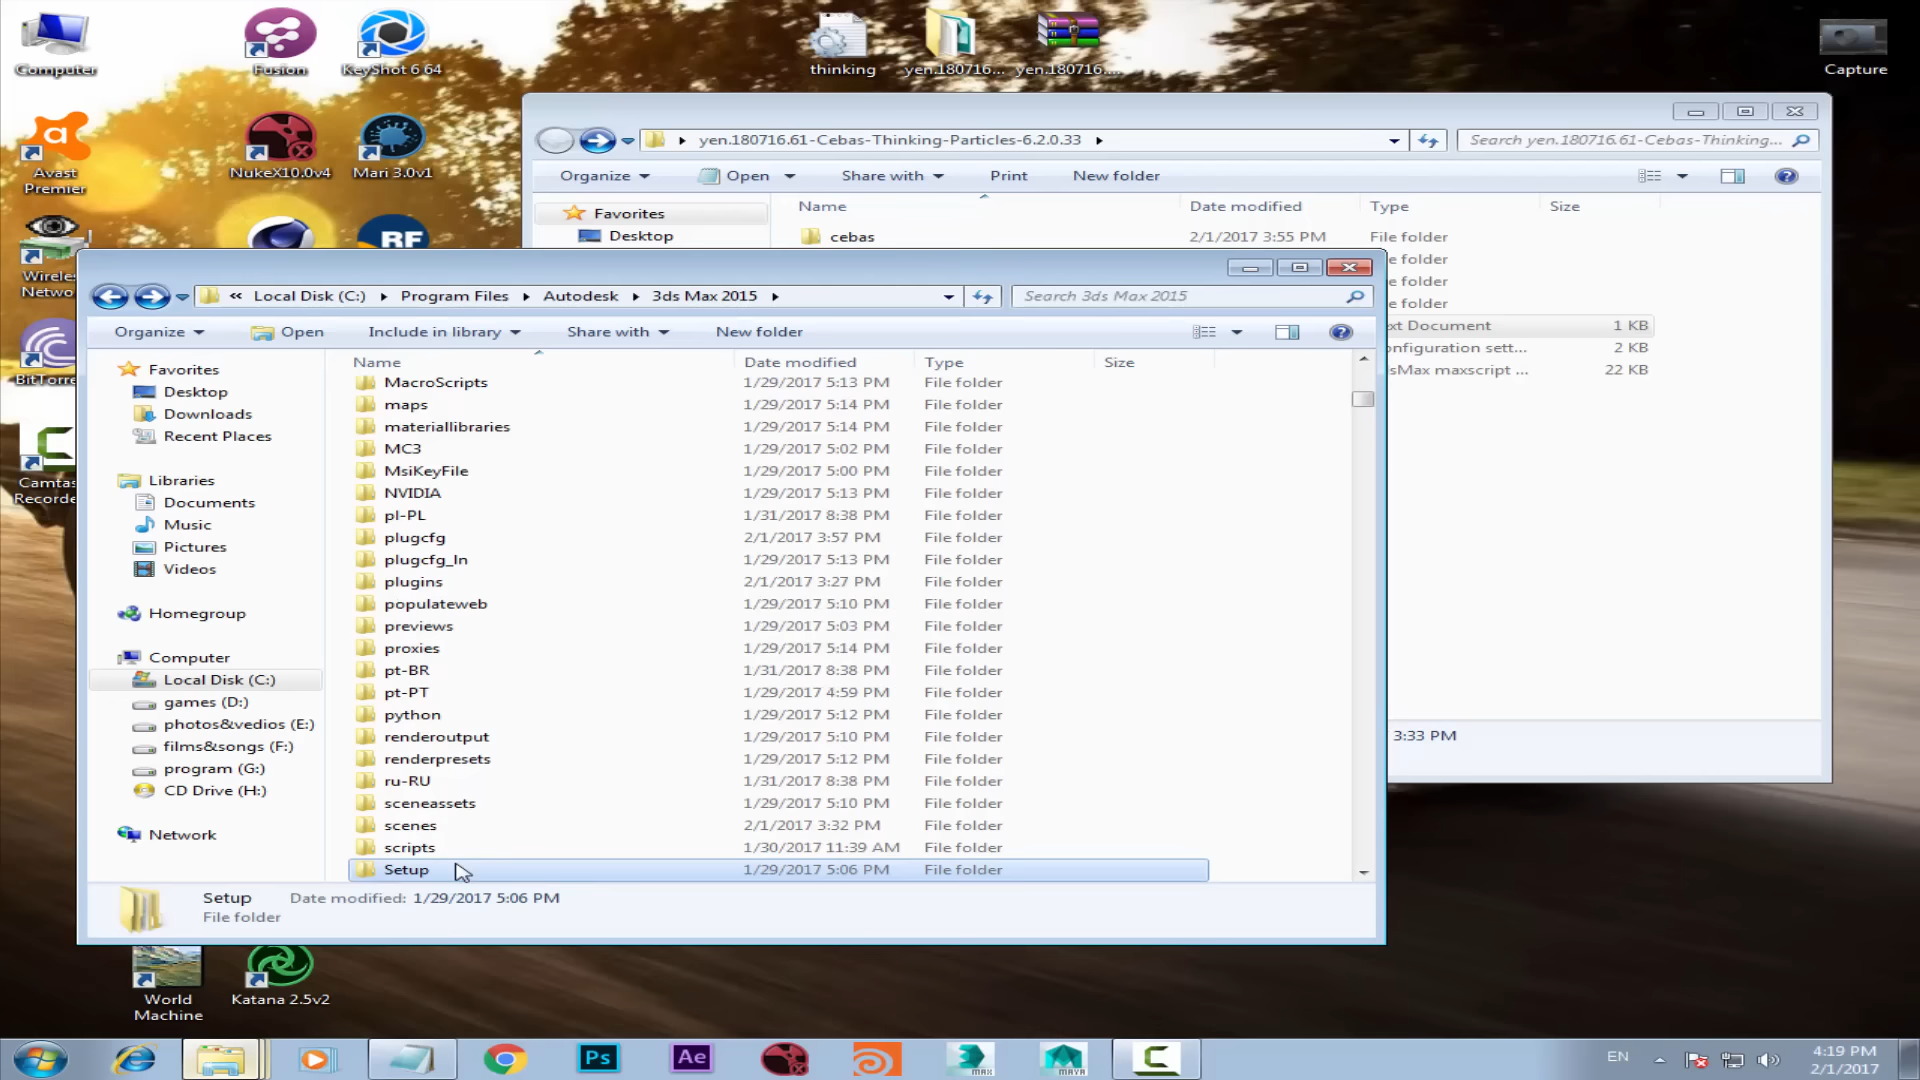 Computer
Fusion
KeyShot 6 64
thinking
yen.180716...
yen.180716....
Capture
Avast
Premier
NukeX10.0v4
Mari 3.0v1
yen.180716.61-Cebas-Thinking-Particles-6.2.0.33
Search yen.180716.61-Cebas-Thinking...
Organize
Open
Share with
Print
New folder
Favorites
Desktop
Name
Date modified
Type
Size
cebas
2/1/2017 3:55 PM
File folder
e folder
e folder
e folder
xt Document
1 KB
onfiguration sett...
2 KB
sMax maxscript ...
22 KB
3:33 PM
RF
Wireles
Netwo
BitTorre
Camtas
Recorde
« Local Disk (C:)
Program Files
Autodesk
3ds Max 2015
Search 3ds Max 2015
Organize
Open
Include in library
Share with
New folder
Favorites
Desktop
Downloads
Recent Places
Libraries
Documents
Music
Pictures
Videos
Homegroup
Computer
Local Disk (C:)
games (D:)
photos&vedios (E:)
films&songs (F:)
program (G:)
CD Drive (H:)
Network
Name Date modified Type Size
MacroScripts 1/29/2017 5:13 PM File folder
maps 1/29/2017 5:14 PM File folder
materiallibraries 1/29/2017 5:14 PM File folder
MC3 1/29/2017 5:02 PM File folder
MsiKeyFile 1/29/2017 5:00 PM File folder
NVIDIA 1/29/2017 5:13 PM File folder
pl-PL 1/31/2017 8:38 PM File folder
plugcfg 2/1/2017 3:57 PM File folder
plugcfg_ln 1/29/2017 5:13 PM File folder
plugins 2/1/2017 3:27 PM File folder
populateweb 1/29/2017 5:10 PM File folder
previews 1/29/2017 5:03 PM File folder
proxies 1/29/2017 5:14 PM File folder
pt-BR 1/31/2017 8:38 PM File folder
pt-PT 1/29/2017 4:59 PM File folder
python 1/29/2017 5:12 PM File folder
renderoutput 1/29/2017 5:10 PM File folder
renderpresets 1/29/2017 5:12 PM File folder
ru-RU 1/31/2017 8:38 PM File folder
sceneassets 1/29/2017 5:10 PM File folder
scenes 2/1/2017 3:32 PM File folder
scripts 1/30/2017 11:39 AM File folder
Setup 1/29/2017 5:06 PM File folder
Setup Date modified: 1/29/2017 5:06 PM
File folder
World
Machine
Katana 2.5v2
Ps
Ae
MAX
MAYA
EN
4:19 PM
2/1/2017